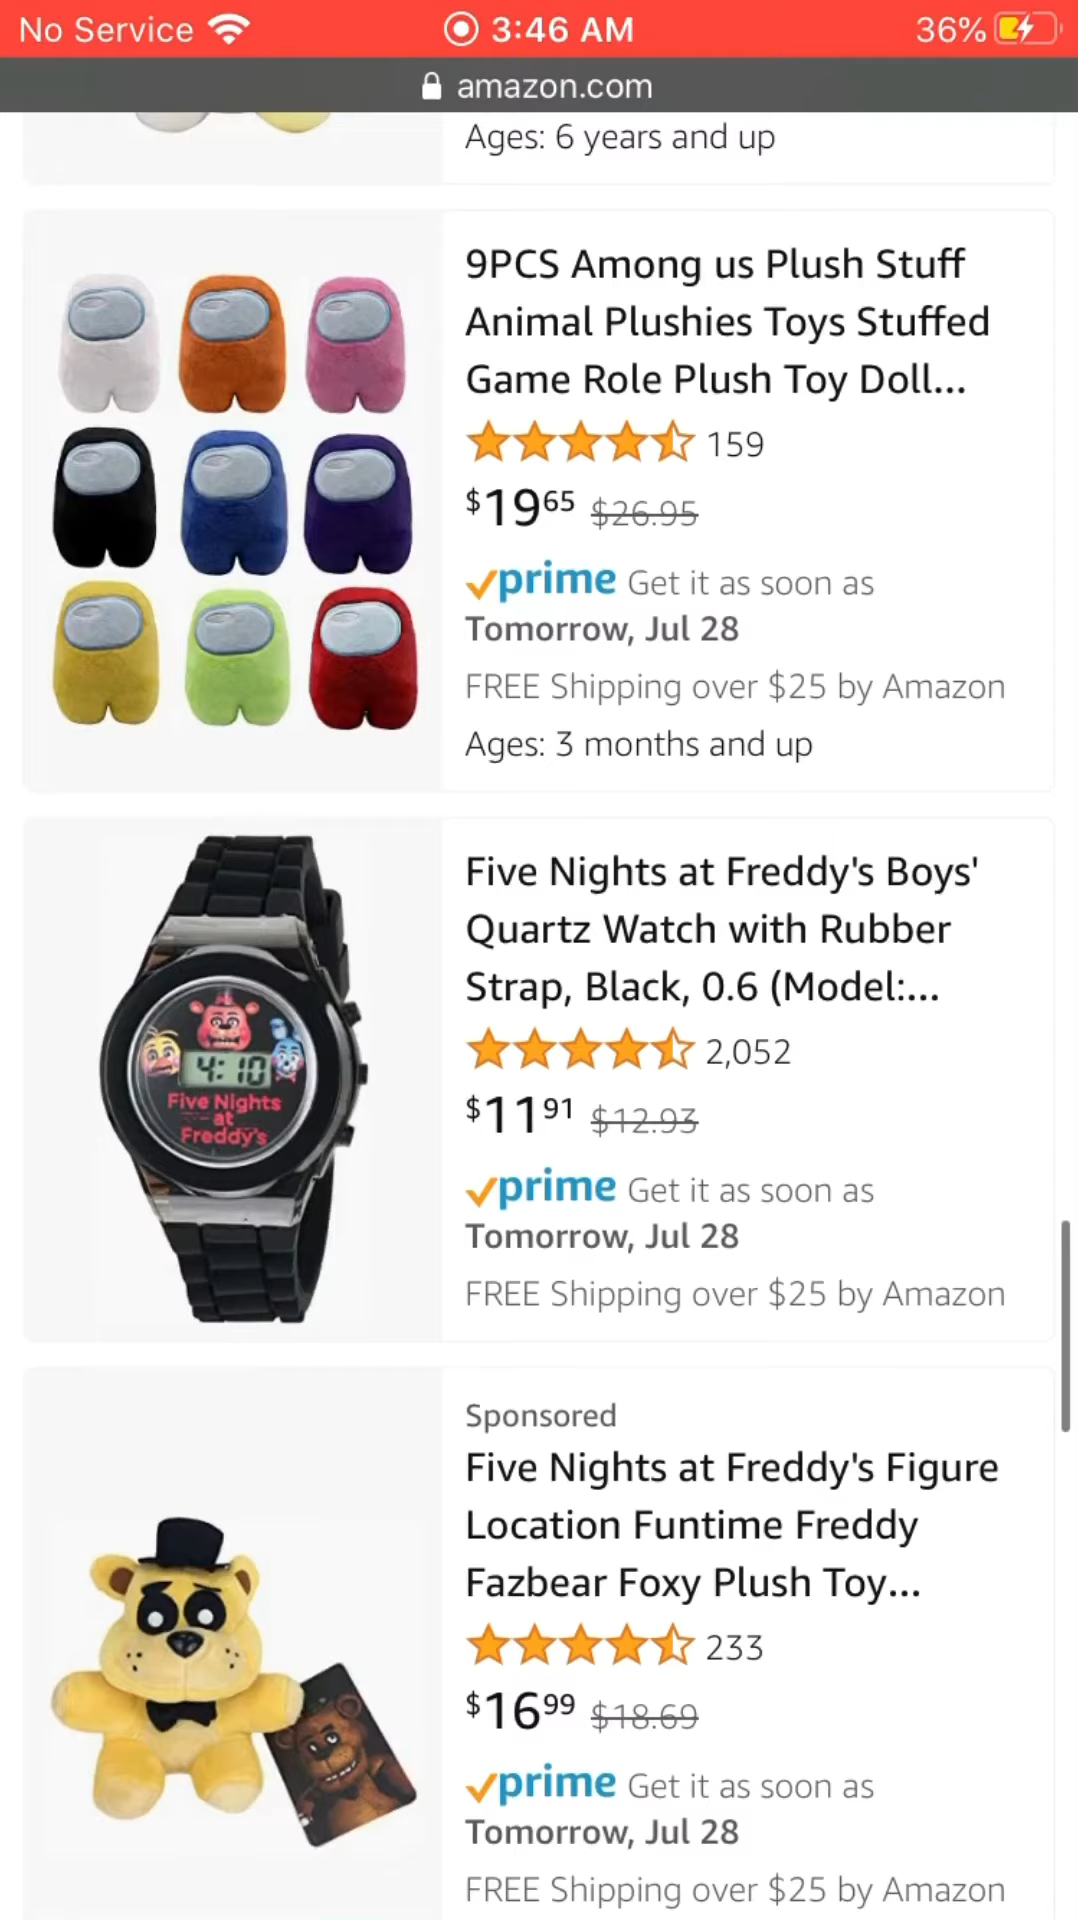 No Service 3:46 AM 36%
amazon.com
Ages: 6 years and up
9PCS Among us Plush Stuff
Animal Plushies Toys Stuffed
Game Role Plush Toy Doll...
159
$19.65 $26.95
prime Get it as soon as
Tomorrow, Jul 28
FREE Shipping over $25 by Amazon
Ages: 3 months and up
4:10
Five Nights
at
Freddy's
Five Nights at Freddy's Boys'
Quartz Watch with Rubber
Strap, Black, 0.6 (Model:...
2,052
$11.91 $12.93
prime Get it as soon as
Tomorrow, Jul 28
FREE Shipping over $25 by Amazon
Sponsored
Five Nights at Freddy's Figure
Location Funtime Freddy
Fazbear Foxy Plush Toy...
233
$16.99 $18.69
prime Get it as soon as
Tomorrow, Jul 28
FREE Shipping over $25 by Amazon